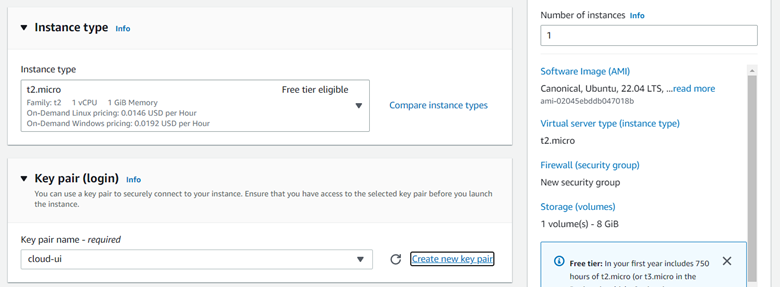 Instance type Info
Instance type
t2.micro Free tier eligible
Family: t2 1 vCPU 1 GiB Memory
On-Demand Linux pricing: 0.0146 USD per Hour
On-Demand Windows pricing: 0.0192 USD per Hour
Compare instance types
Key pair (login) Info
You can use a key pair to securely connect to your instance. Ensure that you have access to the selected key pair before you launch
the instance.
Key pair name - required
cloud-ui
Create new key pair
Number of instances Info
1
Software Image (AMI)
Canonical, Ubuntu, 22.04 LTS, ...read more
ami-02045ebddb047018b
Virtual server type (instance type)
t2.micro
Firewall (security group)
New security group
Storage (volumes)
1 volume(s) - 8 GiB
Free tier: In your first year includes 750
hours of t2.micro (or t3.micro in the